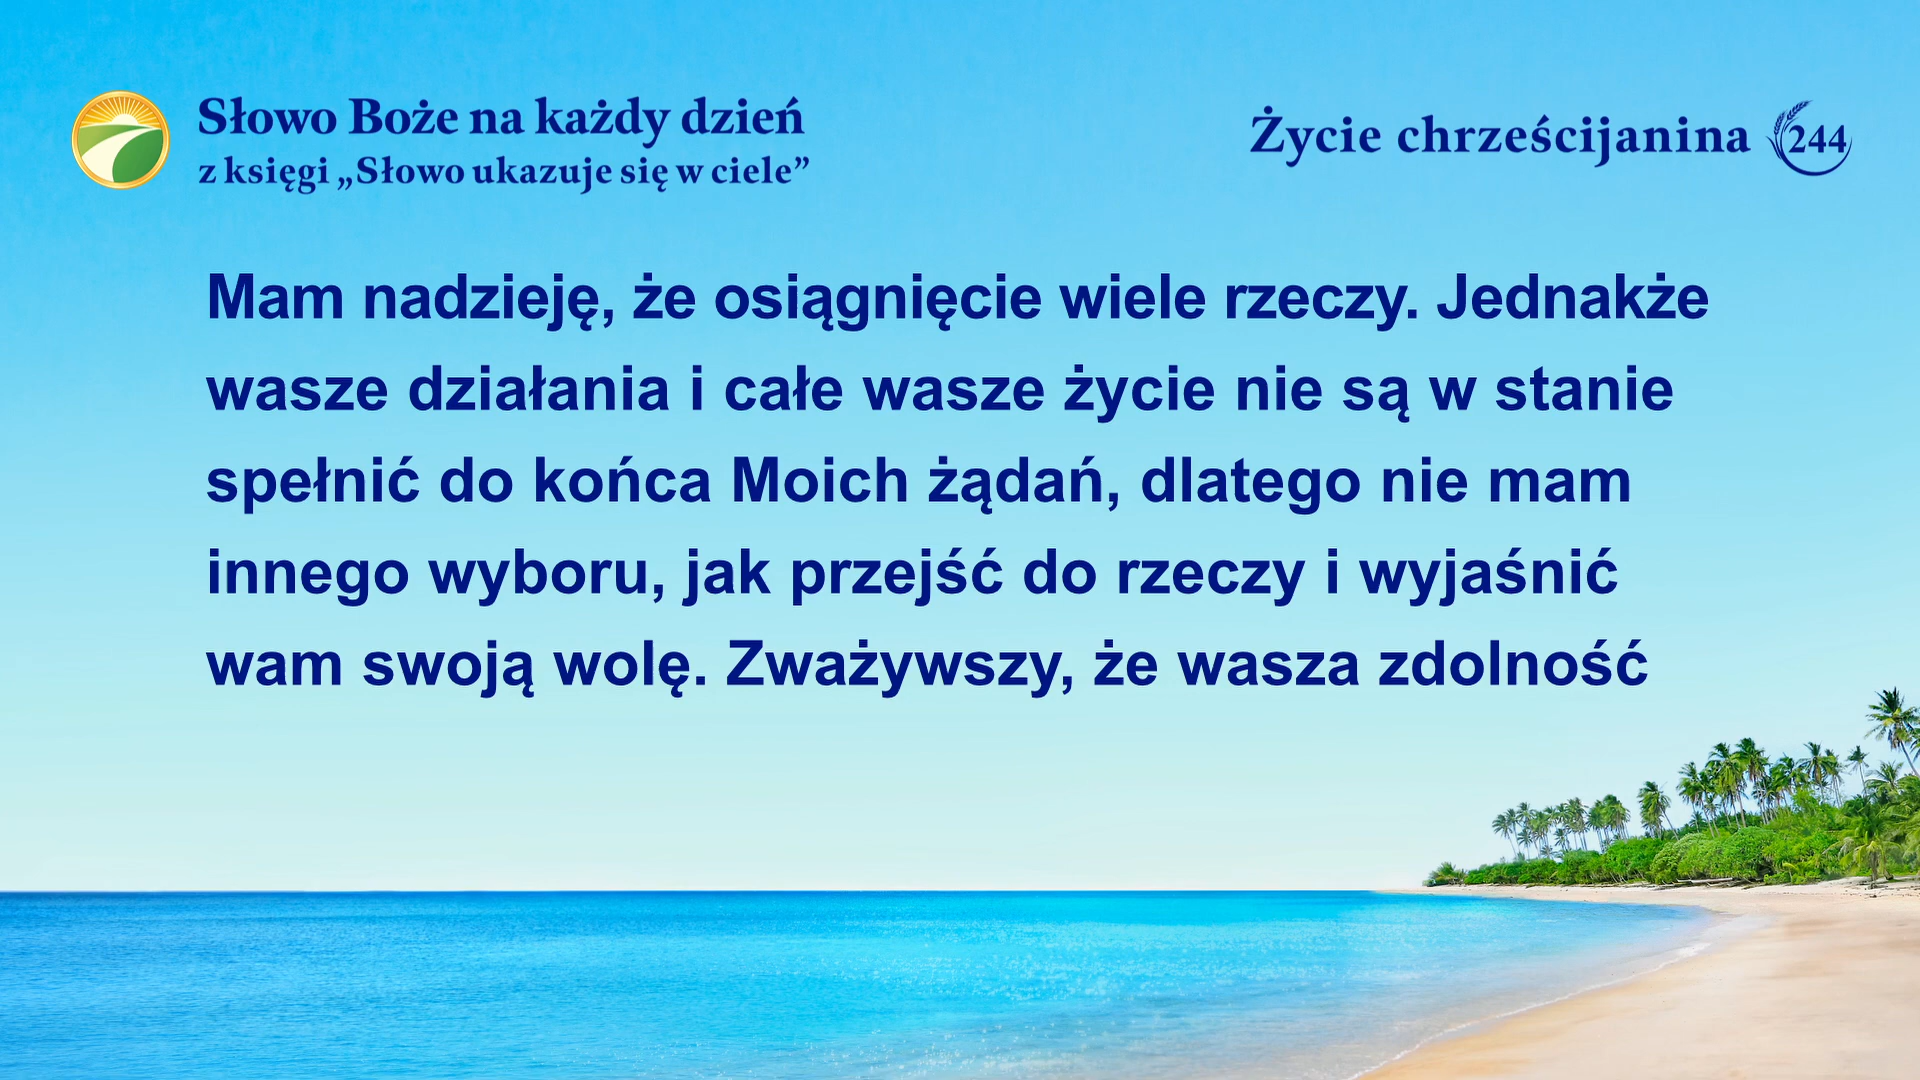 Słowo Boże na każdy dzień
z księgi „Słowo ukazuje się w ciele”
Życie chrześcijanina 244
Mam nadzieję, że osiągnięcie wiele rzeczy. Jednakże
wasze działania i całe wasze życie nie są w stanie
spełnić do końca Moich żądań, dlatego nie mam
innego wyboru, jak przejść do rzeczy i wyjaśnić
wam swoją wolę. Zważywszy, że wasza zdolność